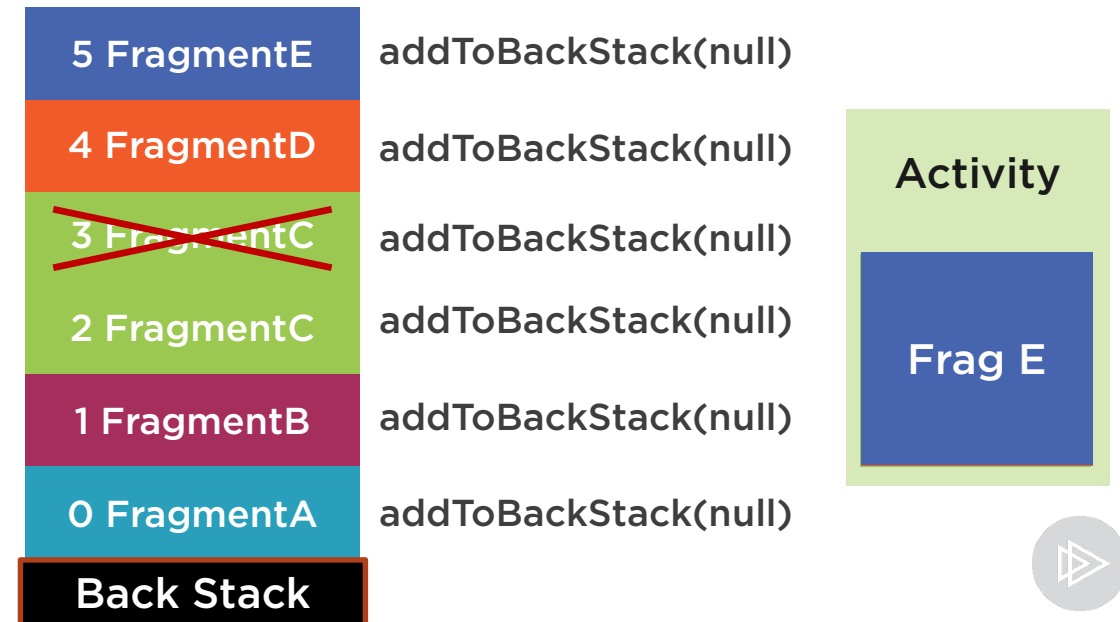 5 FragmentE addToBackStack(null)
4 FragmentD addToBackStack(null)
Activity
3 FragmentC addToBackStack(null)
2 FragmentC addToBackStack(null)
Frag E
1 FragmentB addToBackStack(null)
0 FragmentA addToBackStack(null)
Back Stack